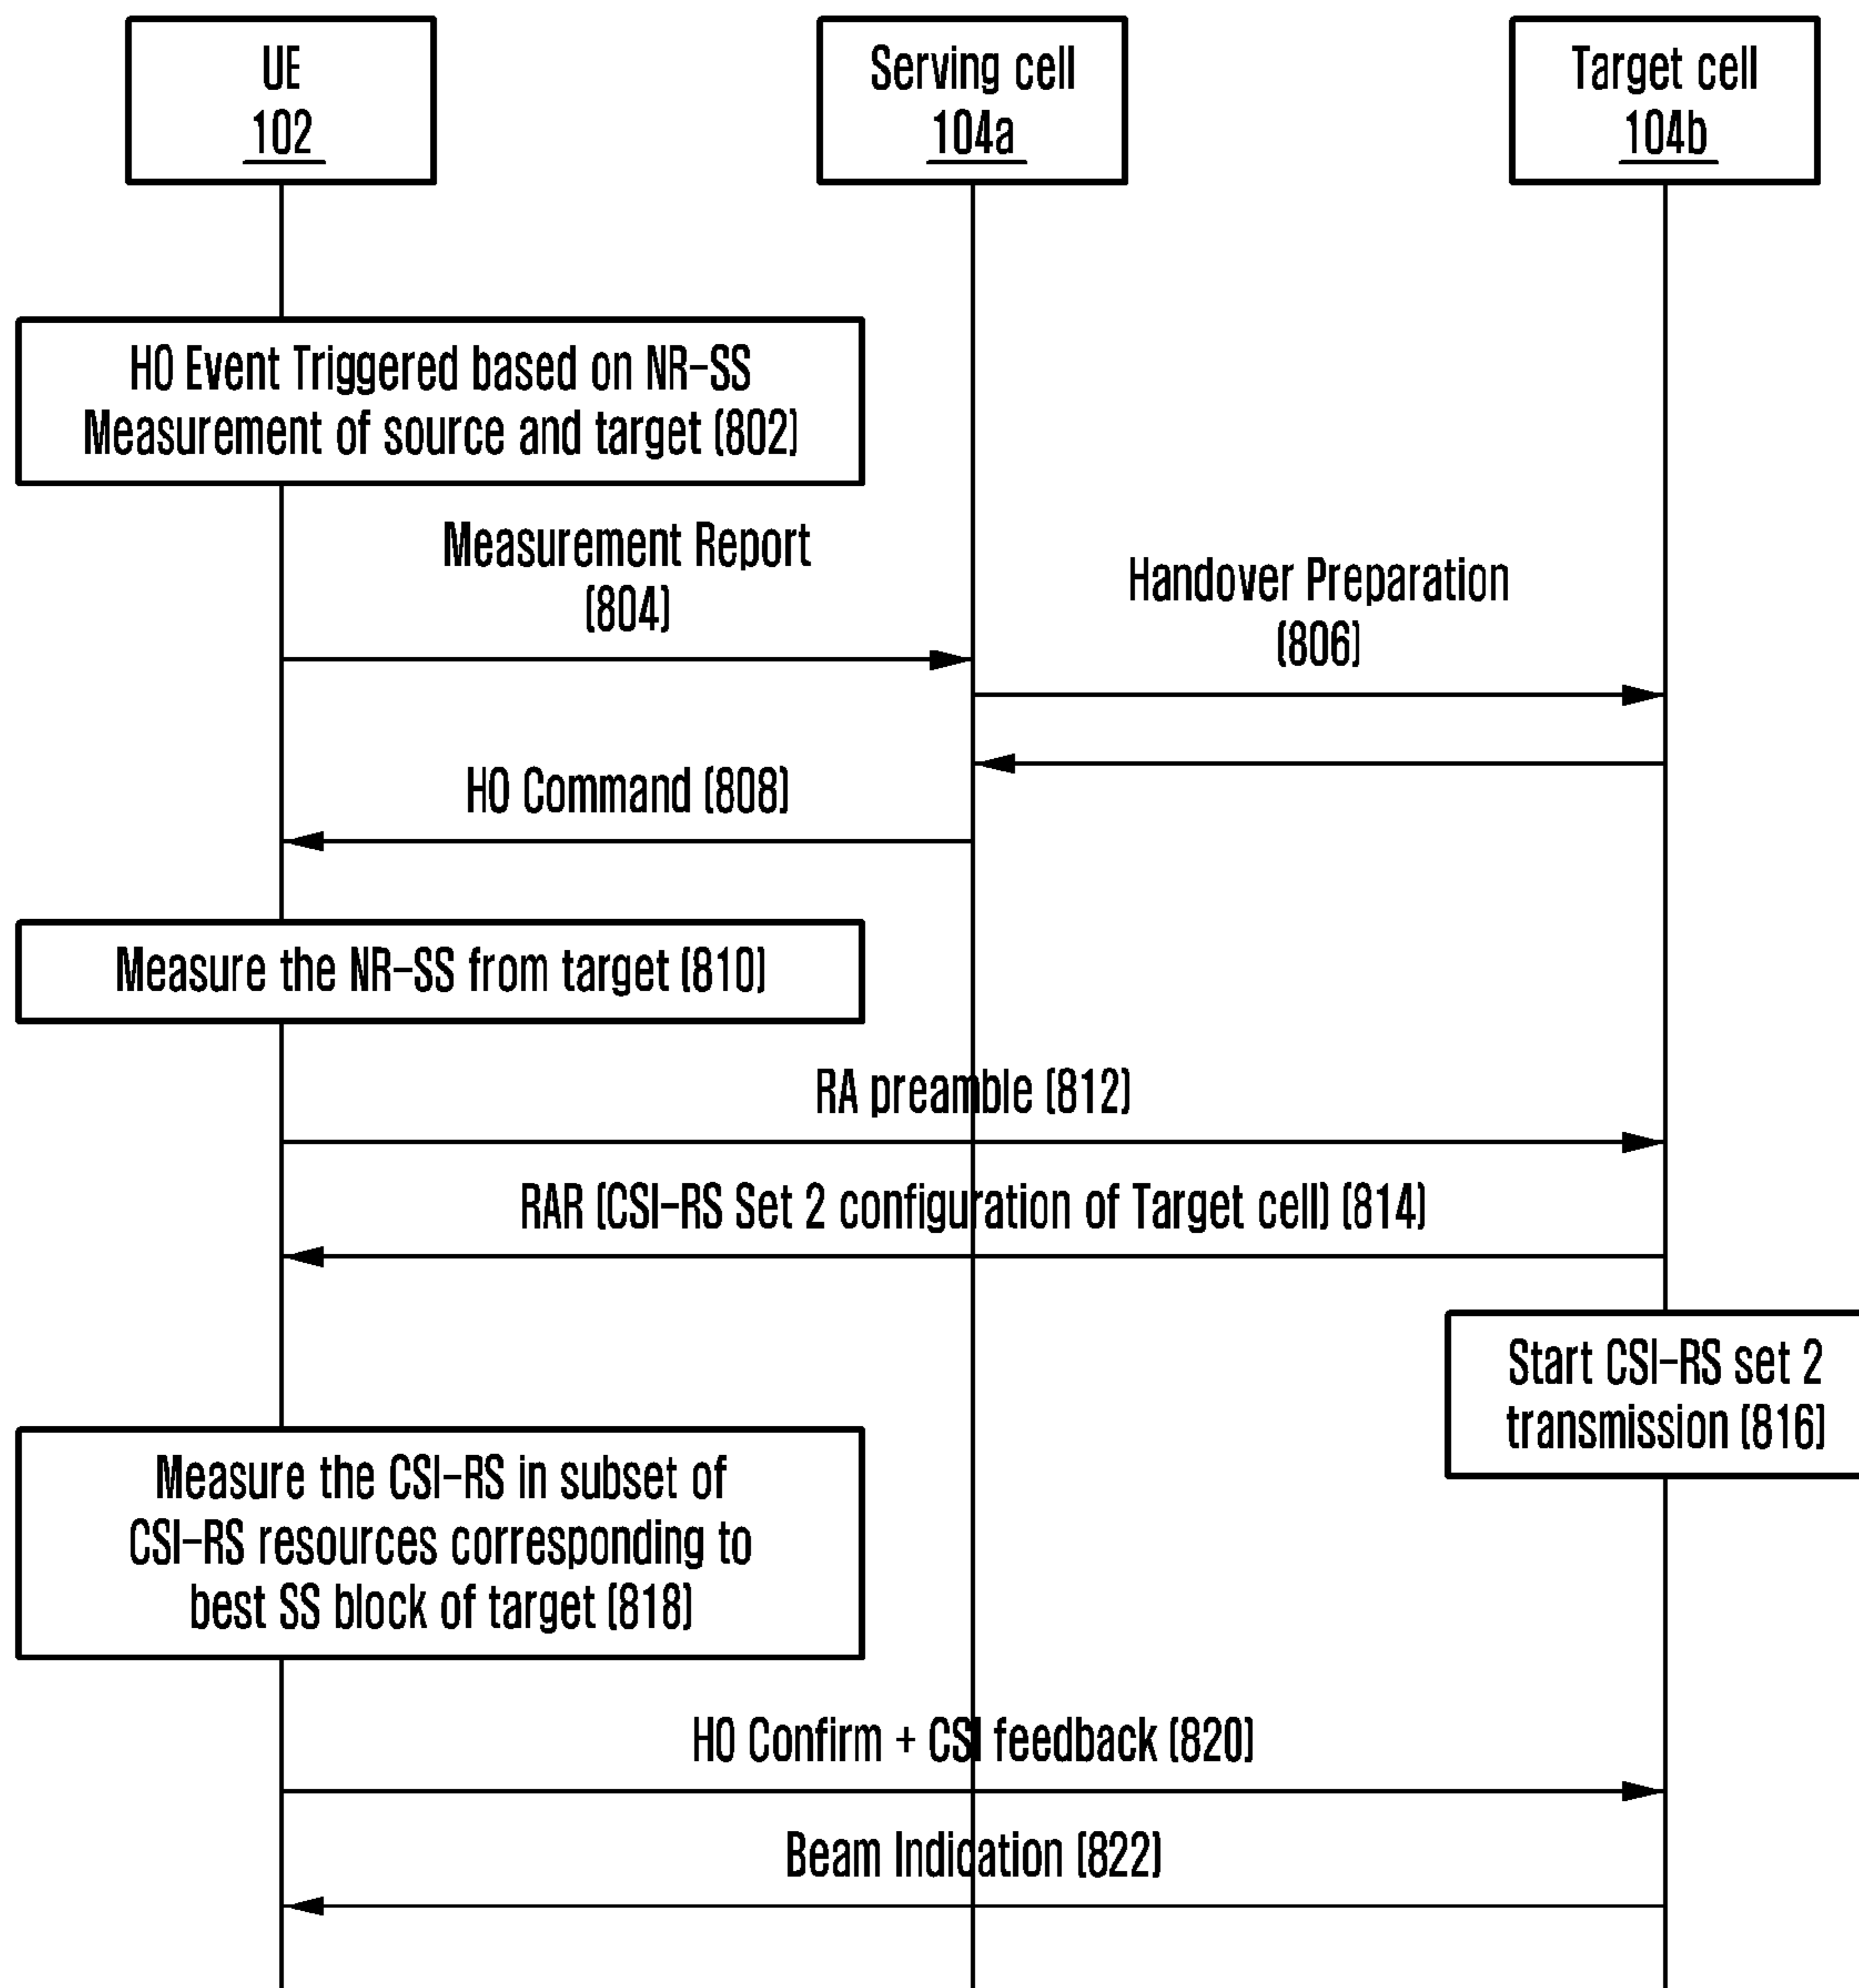 UE
102
Serving cell
104a
Target cell
104b
HO Event Triggered based on NR-SS
Measurement of source and target (802)
Measurement Report
(804)
Handover Preparation
(806)
HO Command (808)
Measure the NR-SS from target (810)
RA preamble (812)
RAR (CSI-RS Set 2 configuration of Target cell) (814)
Start CSI-RS set 2
transmission (816)
Measure the CSI-RS in subset of
CSI-RS resources corresponding to
best SS block of target (818)
HO Confirm + CSI feedback (820)
Beam Indication (822)